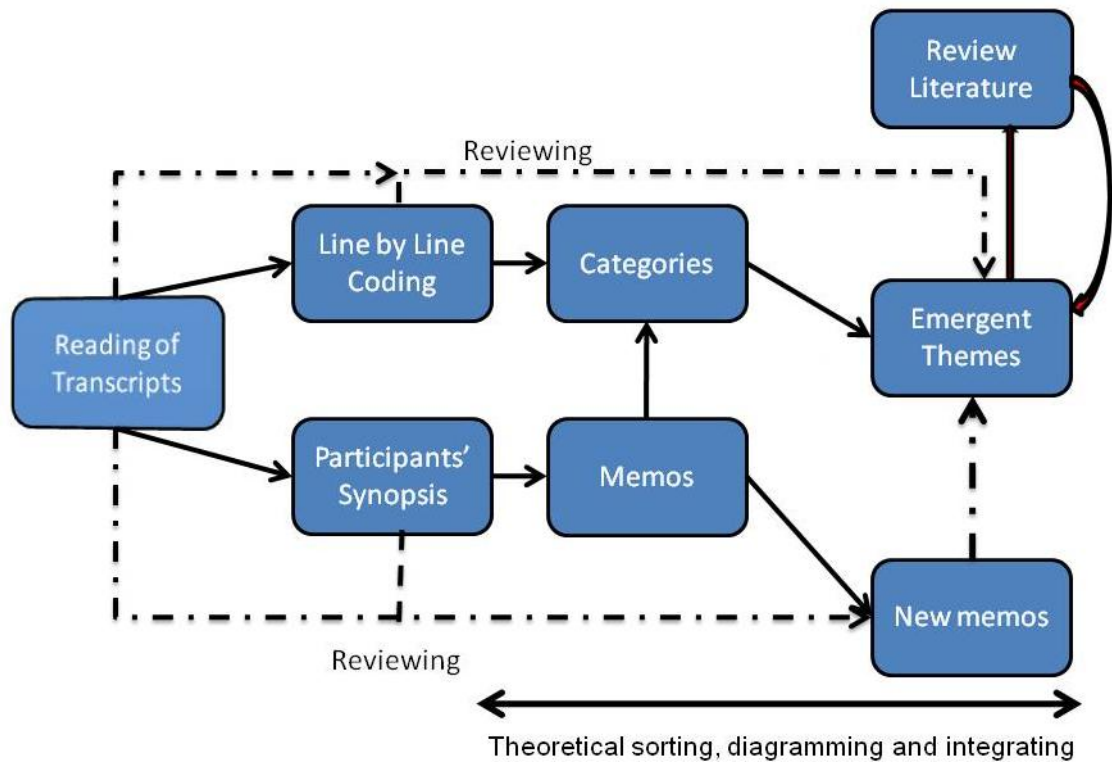 Review
Literature
Reviewing
Line by Line
Coding
Categories
Emergent
Themes
Reading of
Transcripts
Participants'
Synopsis
Memos
New memos
Reviewing
Theoretical sorting, diagramming and integrating